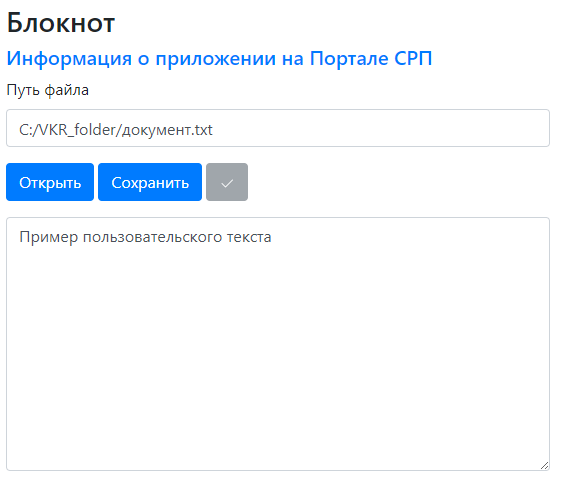 Блокнот
Информация о приложении на Портале СРП
Путь файла
C:/VKR_folder/документ.txt
Открыть Сохранить
Пример пользовательского текста